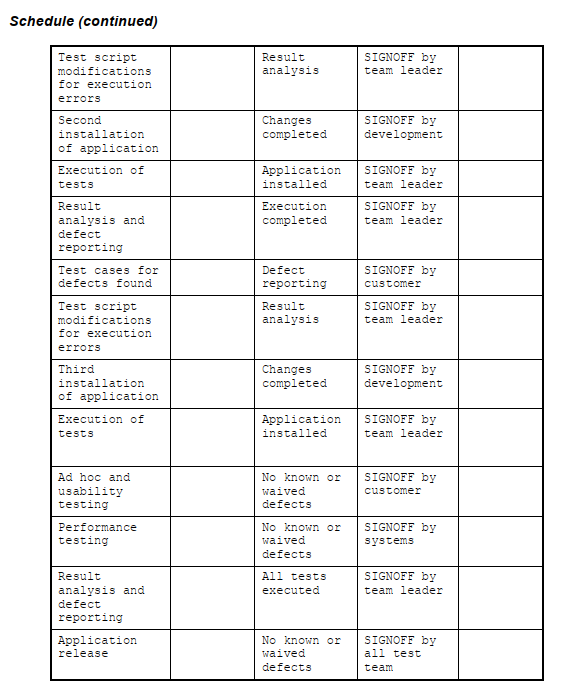 Schedule (continued)
Test script Result SIGNOFF by
modifications analysis team leader
for execution
errors
Second Changes SIGNOFF by
installation completed development
of application
Execution of Application SIGNOFF by
tests installed team leader
Result Execution SIGNOFF by
analysis and completed team leader
defect
reporting
Test cases for Defect SIGNOFF by
defects found reporting customer
Test script Result SIGNOFF by
modifications analysis team leader
for execution
errors
Third Changes SIGNOFF by
installation completed development
of application
Execution of Application SIGNOFF by
tests installed team leader
Ad hoc and No known or SIGNOFF by
usability waived customer
testing defects
Performance No known or SIGNOFF by
testing waived systems
defects
Result All tests SIGNOFF by
analysis and executed team leader
defect
reporting
Application No known or SIGNOFF by
release waived all test
defects team